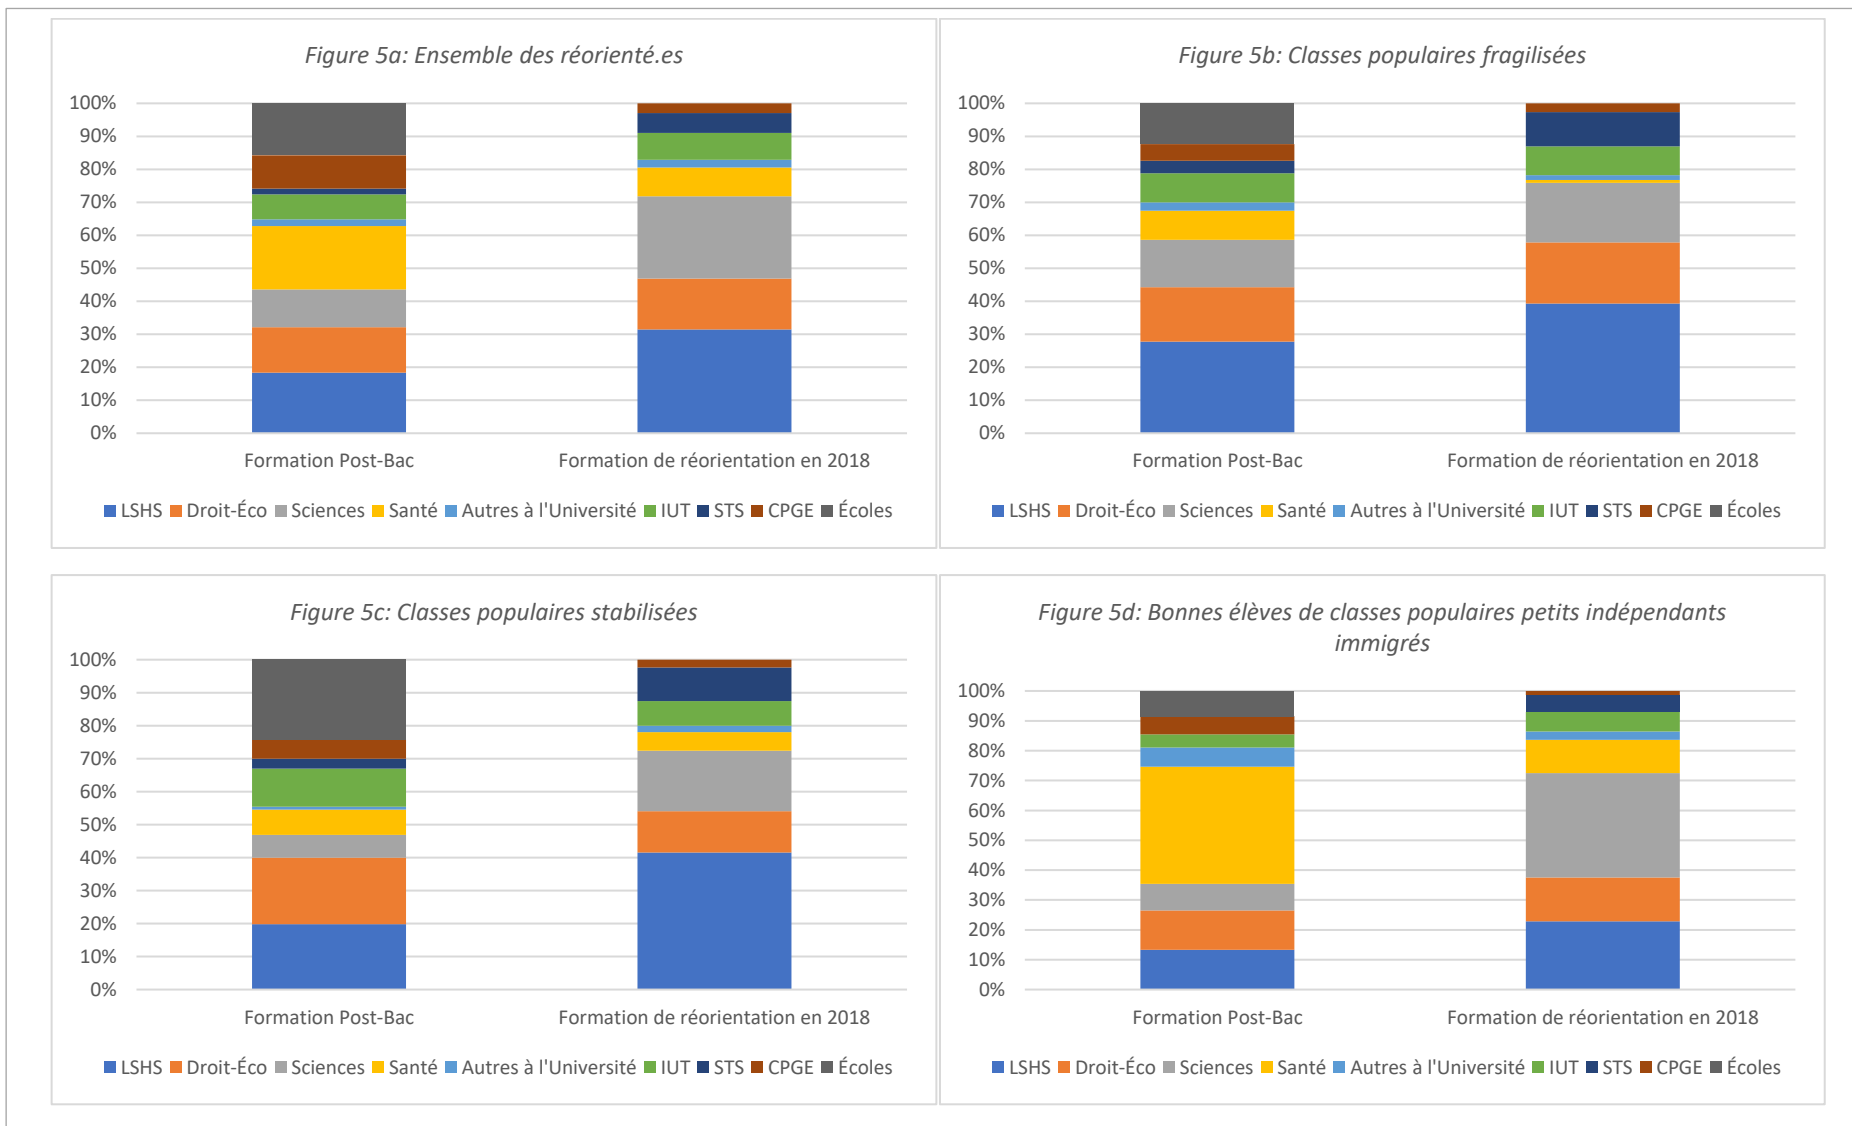 Figure 5a: Ensemble des réorienté.es
100%
90%
80%
70%
60%
50%
40%
30%
20%
10%
0%
Formation Post-Bac
Formation de réorientation en 2018
LSHS Droit-Éco Sciences Santé Autres à l'Université IUT STS CPGE Écoles
Figure 5b: Classes populaires fragilisées
100%
90%
80%
70%
60%
50%
40%
30%
20%
10%
0%
Formation Post-Bac
Formation de réorientation en 2018
LSHS Droit-Éco Sciences Santé Autres à l'Université IUT STS CPGE Écoles
Figure 5c: Classes populaires stabilisées
100%
90%
80%
70%
60%
50%
40%
30%
20%
10%
0%
Formation Post-Bac
Formation de réorientation en 2018
LSHS Droit-Éco Sciences Santé Autres à l'Université IUT STS CPGE Écoles
Figure 5d: Bonnes élèves de classes populaires petits indépendants
immigrés
100%
90%
80%
70%
60%
50%
40%
30%
20%
10%
0%
Formation Post-Bac
Formation de réorientation en 2018
LSHS Droit-Éco Sciences Santé Autres à l'Université IUT STS CPGE Écoles